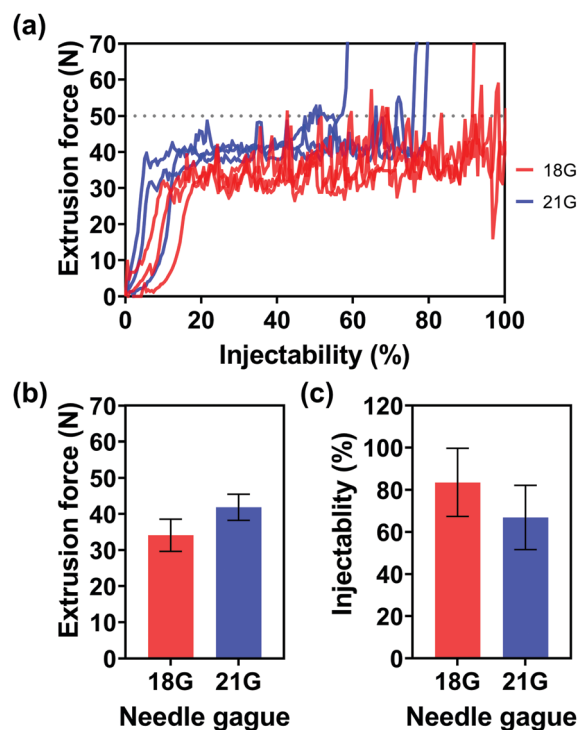 (a)
Extrusion force (N)
70
60
50
40
30
20
10
0
0 20 40 60 80 100
Injectability (%)
18G
21G
(b)
Extrusion force (N)
70
60
50
40
30
20
10
0
18G 21G
Needle gague
(c)
Injectablity (%)
120
100
80
60
40
20
0
18G 21G
Needle gague